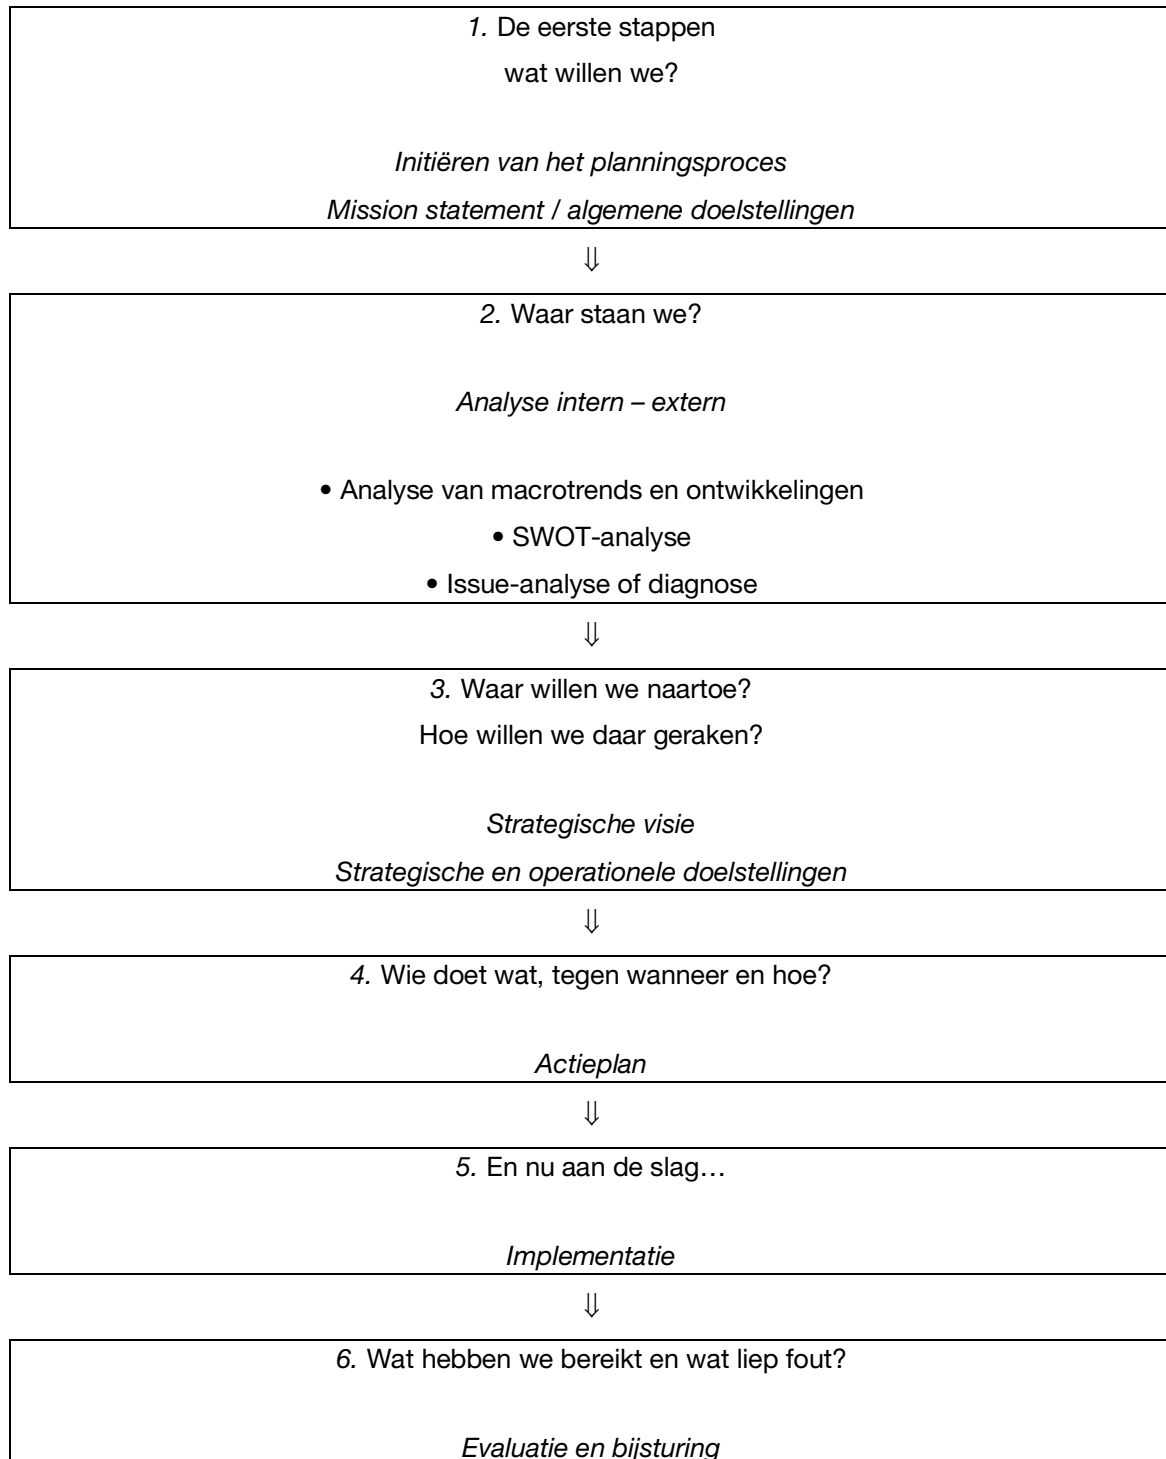 1. De eerste stappen
wat willen we?
Initiëren van het planningsproces
Mission statement / algemene doelstellingen
⇓
2. Waar staan we?
Analyse intern – extern
• Analyse van macrotrends en ontwikkelingen
• SWOT-analyse
• Issue-analyse of diagnose
⇓
3. Waar willen we naartoe?
Hoe willen we daar geraken?
Strategische visie
Strategische en operationele doelstellingen
⇓
4. Wie doet wat, tegen wanneer en hoe?
Actieplan
⇓
5. En nu aan de slag…
Implementatie
⇓
6. Wat hebben we bereikt en wat liep fout?
Evaluatie en bijsturing